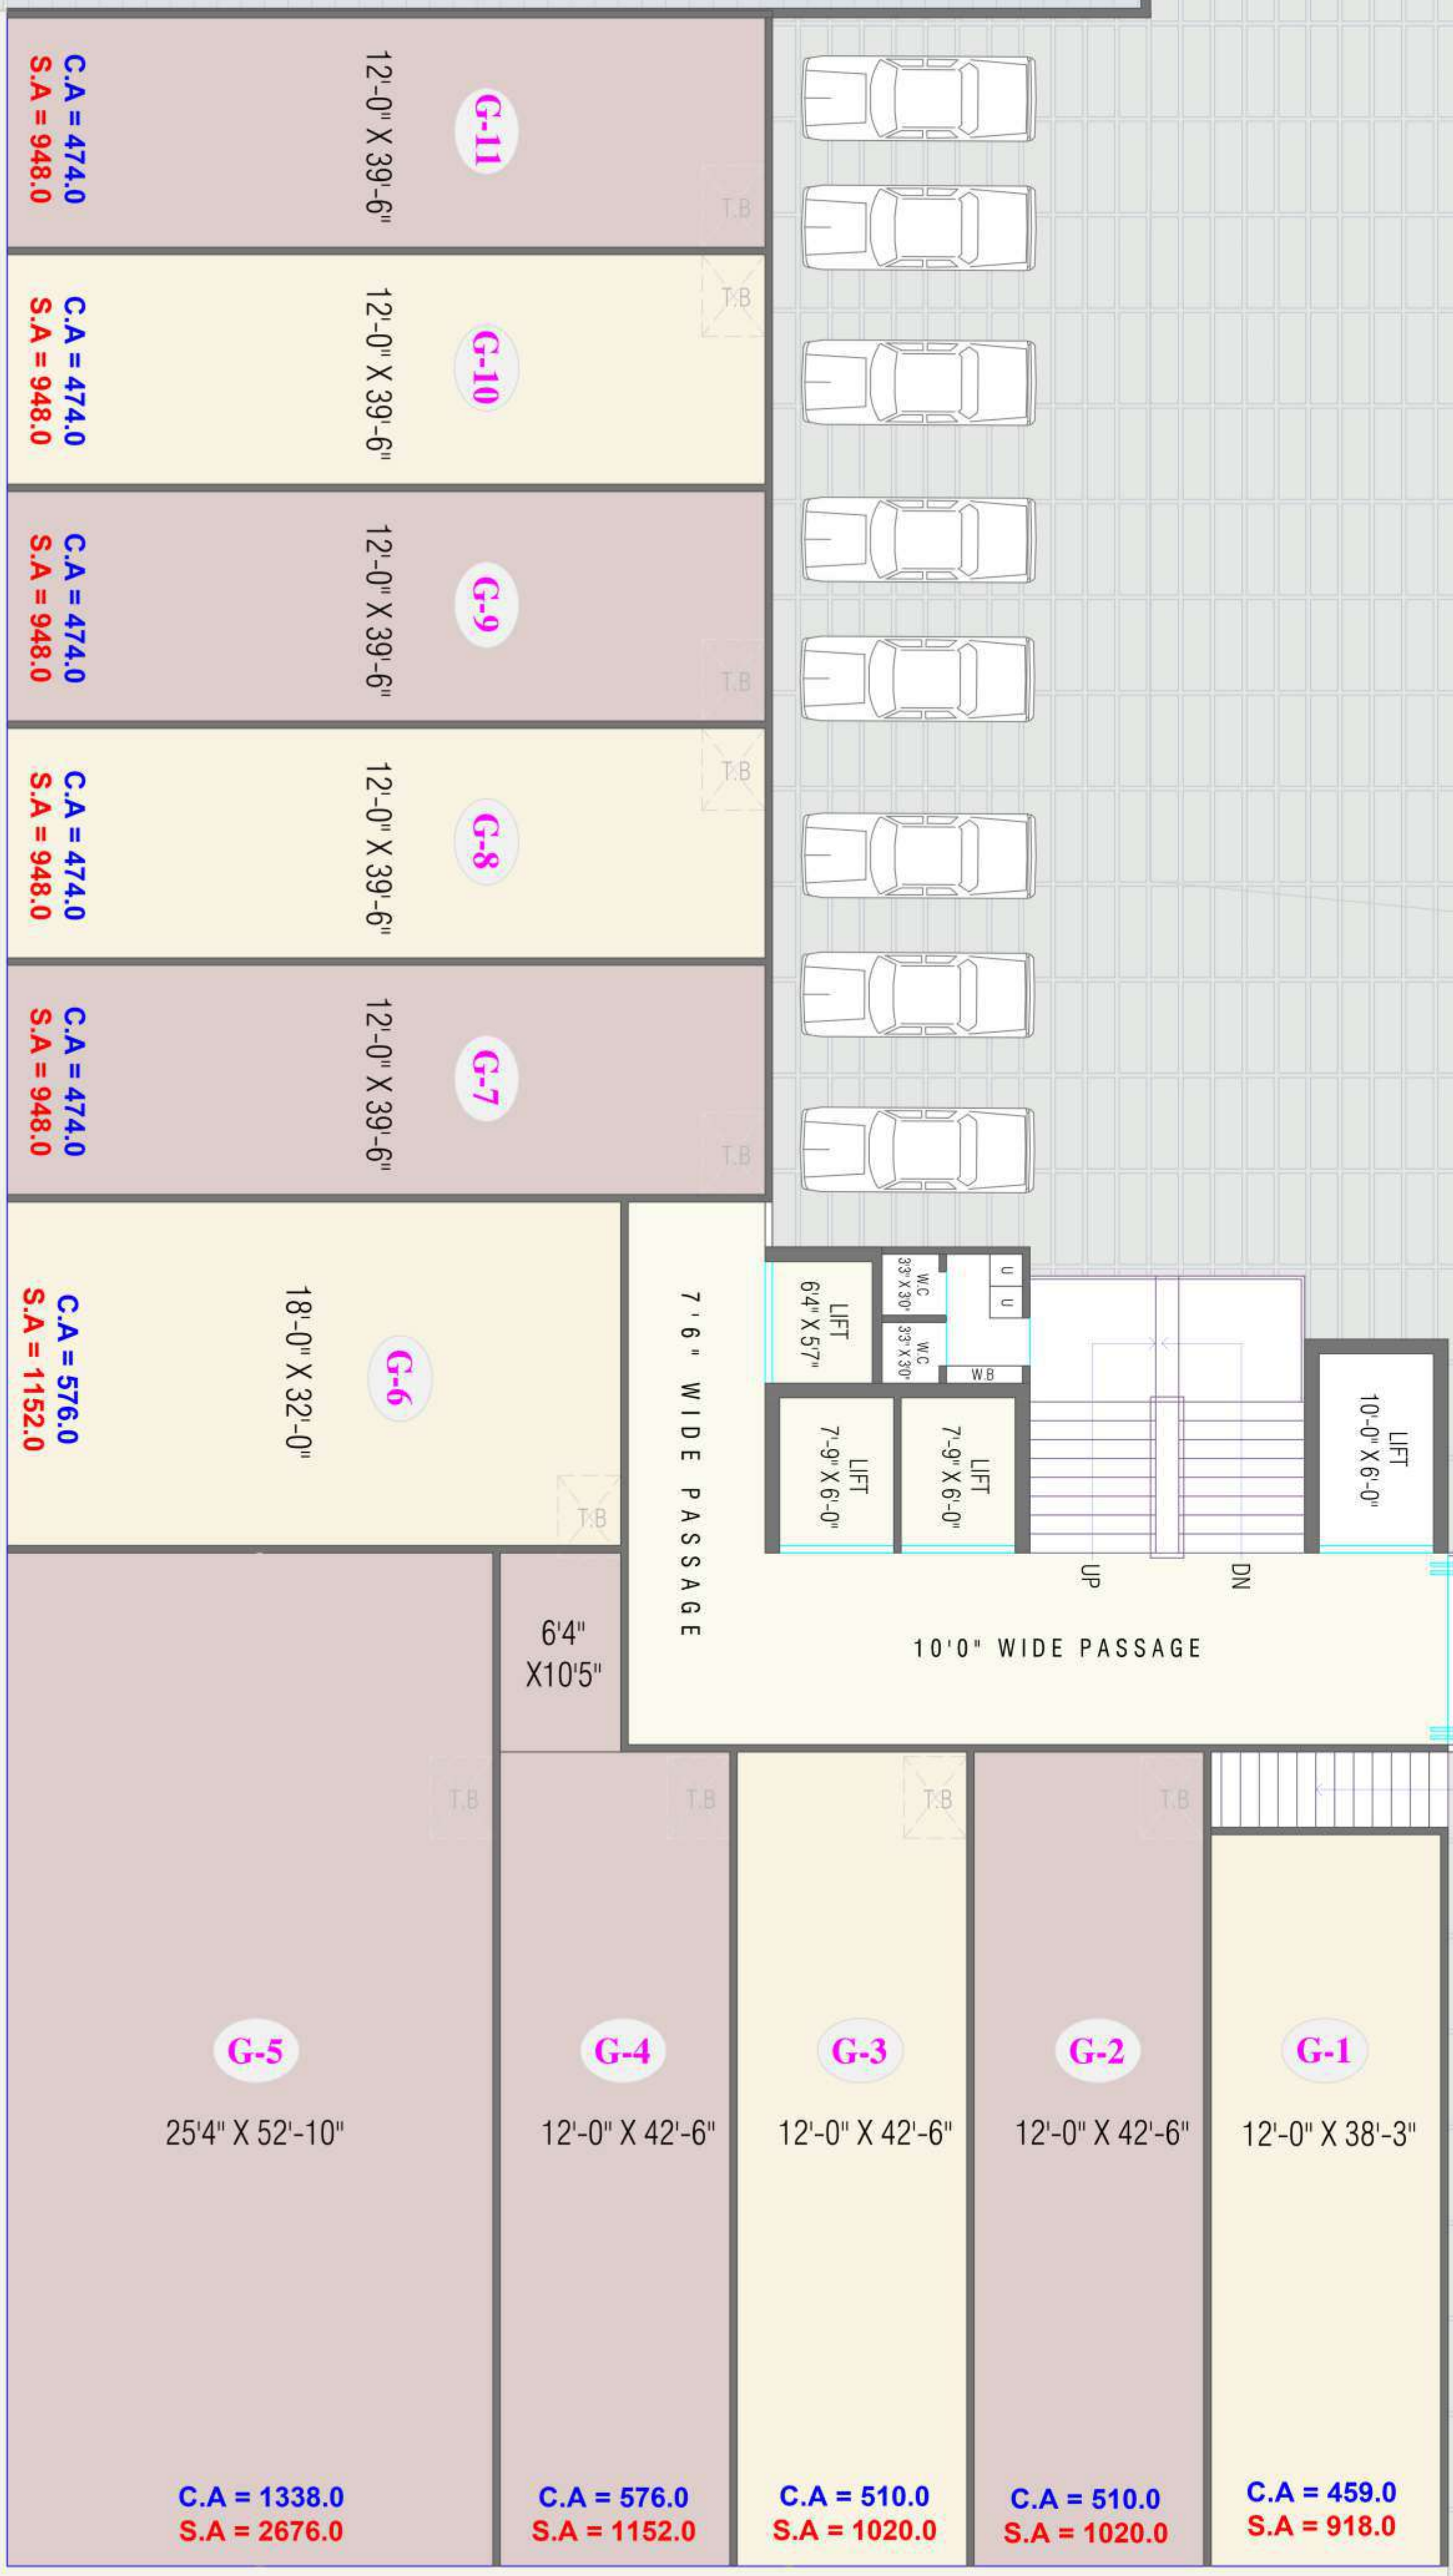 G-11
12'-0" X 39'-6"
C.A = 474.0
S.A = 948.0
T.B
G-10
12'-0" X 39'-6"
C.A = 474.0
S.A = 948.0
T.B
G-9
12'-0" X 39'-6"
C.A = 474.0
S.A = 948.0
T.B
G-8
12'-0" X 39'-6"
C.A = 474.0
S.A = 948.0
T.B
G-7
12'-0" X 39'-6"
C.A = 474.0
S.A = 948.0
T.B
G-6
18'-0" X 32'-0"
C.A = 576.0
S.A = 1152.0
T.B
7'6" WIDE PASSAGE
LIFT
6'4" X 5'7"
W.C
3'3" X 3'0"
W.C
3'3" X 3'0"
U
U
W.B
LIFT
7'-9" X 6'-0"
LIFT
7'-9" X 6'-0"
UP
DN
LIFT
10'-0" X 6'-0"
10'0" WIDE PASSAGE
6'4"
X10'5"
T.B
G-5
25'4" X 52'-10"
C.A = 1338.0
S.A = 2676.0
T.B
G-4
12'-0" X 42'-6"
C.A = 576.0
S.A = 1152.0
T.B
G-3
12'-0" X 42'-6"
C.A = 510.0
S.A = 1020.0
T.B
G-2
12'-0" X 42'-6"
C.A = 510.0
S.A = 1020.0
G-1
12'-0" X 38'-3"
C.A = 459.0
S.A = 918.0